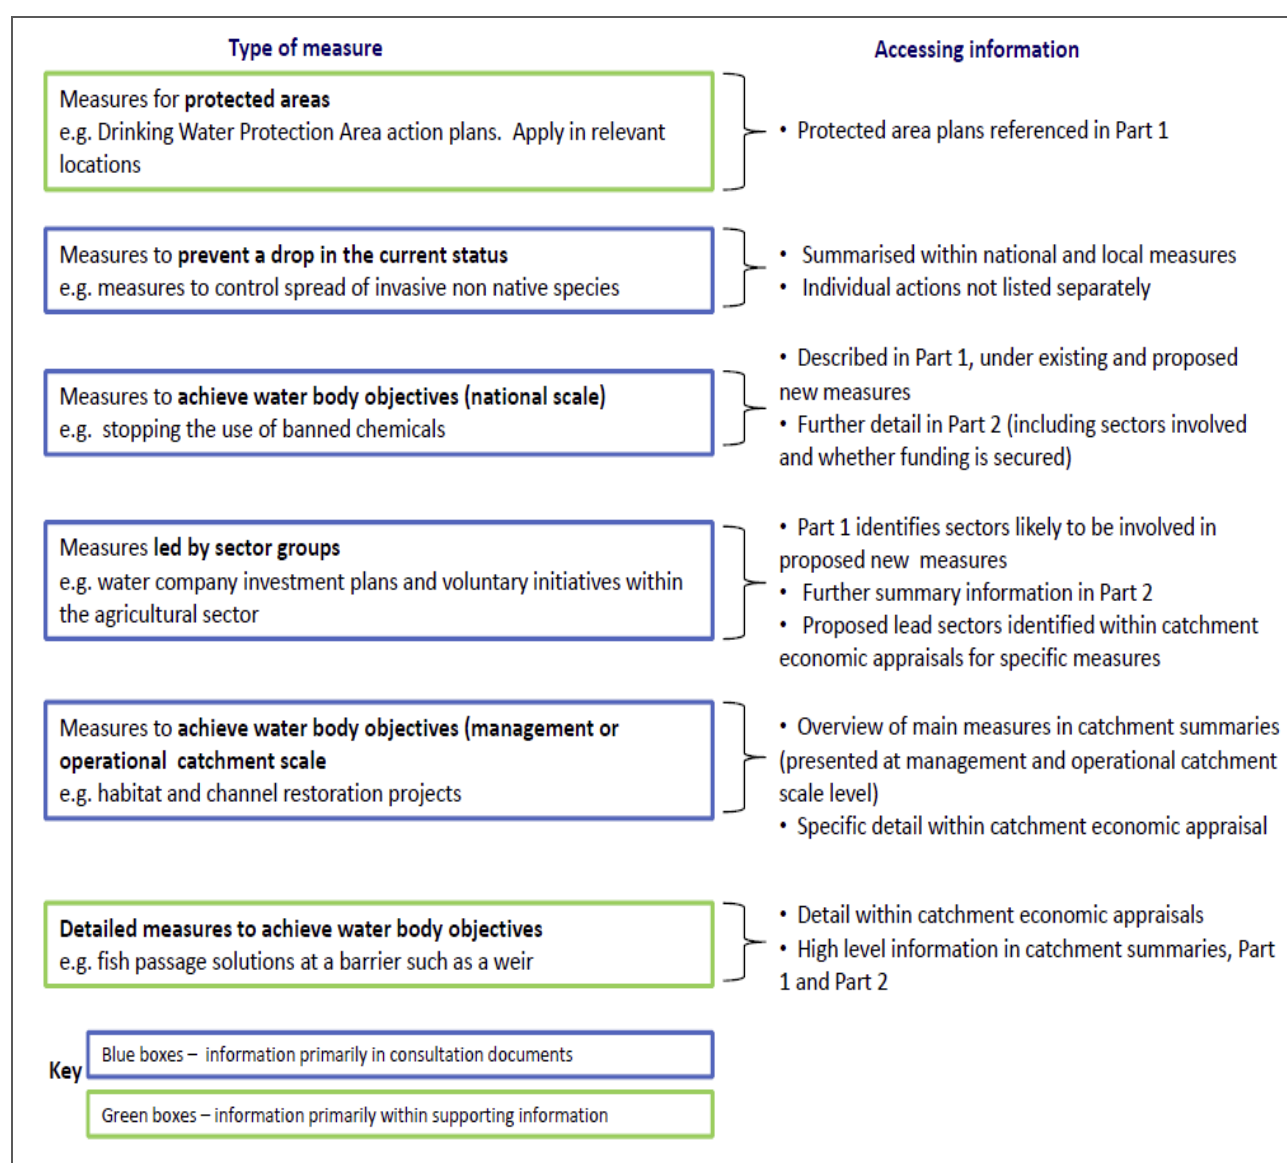 Type of measure
Accessing information
Measures for protected areas
e.g. Drinking Water Protection Area action plans.  Apply in relevant
locations
• Protected area plans referenced in Part 1
Measures to prevent a drop in the current status
e.g. measures to control spread of invasive non native species
• Summarised within national and local measures
• Individual actions not listed separately
Measures to achieve water body objectives (national scale)
e.g.  stopping the use of banned chemicals
• Described in Part 1, under existing and proposed
new measures
• Further detail in Part 2 (including sectors involved
and whether funding is secured)
Measures led by sector groups
e.g. water company investment plans and voluntary initiatives within
the agricultural sector
• Part 1 identifies sectors likely to be involved in
proposed new  measures
• Further summary information in Part 2
• Proposed lead sectors identified within catchment
economic appraisals for specific measures
Measures to achieve water body objectives (management or
operational  catchment scale
e.g. habitat and channel restoration projects
• Overview of main measures in catchment summaries
(presented at management and operational catchment
scale level)
• Specific detail within catchment economic appraisal
Detailed measures to achieve water body objectives
e.g. fish passage solutions at a barrier such as a weir
• Detail within catchment economic appraisals
• High level information in catchment summaries, Part
1 and Part 2
Key
Blue boxes –  information primarily in consultation documents
Green boxes – information primarily within supporting information